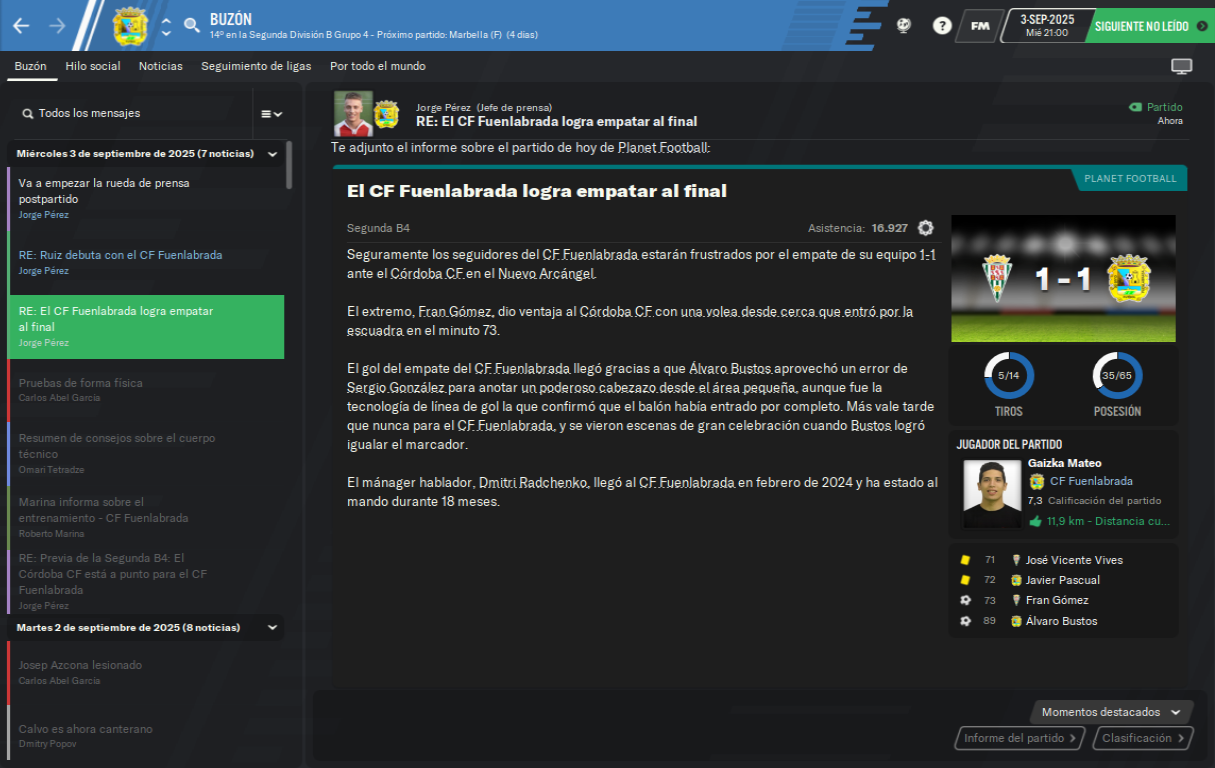 BUZÓN
14º en la Segunda División B Grupo 4 - Próximo partido: Marbella (F) (4 días)
?
FM
3-SEP-2025
Mié 21:00
SIGUIENTE NO LEÍDO
Buzón
Hilo social
Noticias
Seguimiento de ligas
Por todo el mundo
Todos los mensajes
Miércoles 3 de septiembre de 2025 (7 noticias)
Va a empezar la rueda de prensa
postpartido
Jorge Pérez
RE: Ruiz debuta con el CF Fuenlabrada
Jorge Pérez
RE: El CF Fuenlabrada logra empatar
al final
Jorge Pérez
Pruebas de forma física
Carlos Abel García
Resumen de consejos sobre el cuerpo
técnico
Omari Tetradze
Marina informa sobre el
entrenamiento - CF Fuenlabrada
Roberto Marina
RE: Previa de la Segunda B4: El
Córdoba CF está a punto para el CF
Fuenlabrada
Jorge Pérez
Martes 2 de septiembre de 2025 (8 noticias)
Josep Azcona lesionado
Carlos Abel García
Calvo es ahora canterano
Dmitry Popov
Jorge Pérez (Jefe de prensa)
RE: El CF Fuenlabrada logra empatar al final
Partido
Ahora
Te adjunto el informe sobre el partido de hoy de Planet Football:
El CF Fuenlabrada logra empatar al final
PLANET FOOTBALL
Segunda B4
Asistencia: 16.927
Seguramente los seguidores del CF Fuenlabrada estarán frustrados por el empate de su equipo 1-1
ante el Córdoba CF en el Nuevo Arcángel.
El extremo, Fran Gómez, dio ventaja al Córdoba CF con una volea desde cerca que entró por la
escuadra en el minuto 73.
El gol del empate del CF Fuenlabrada llegó gracias a que Álvaro Bustos aprovechó un error de
Sergio González para anotar un poderoso cabezazo desde el área pequeña, aunque fue la
tecnología de línea de gol la que confirmó que el balón había entrado por completo. Más vale tarde
que nunca para el CF Fuenlabrada, y se vieron escenas de gran celebración cuando Bustos logró
igualar el marcador.
El mánager hablador, Dmitri Radchenko, llegó al CF Fuenlabrada en febrero de 2024 y ha estado al
mando durante 18 meses.
1 - 1
5/14
TIROS
35/65
POSESIÓN
JUGADOR DEL PARTIDO
Gaizka Mateo
CF Fuenlabrada
7,3 Calificación del partido
11,9 km - Distancia cu...
71 José Vicente Vives
72 Javier Pascual
73 Fran Gómez
89 Álvaro Bustos
Momentos destacados
Informe del partido
Clasificación